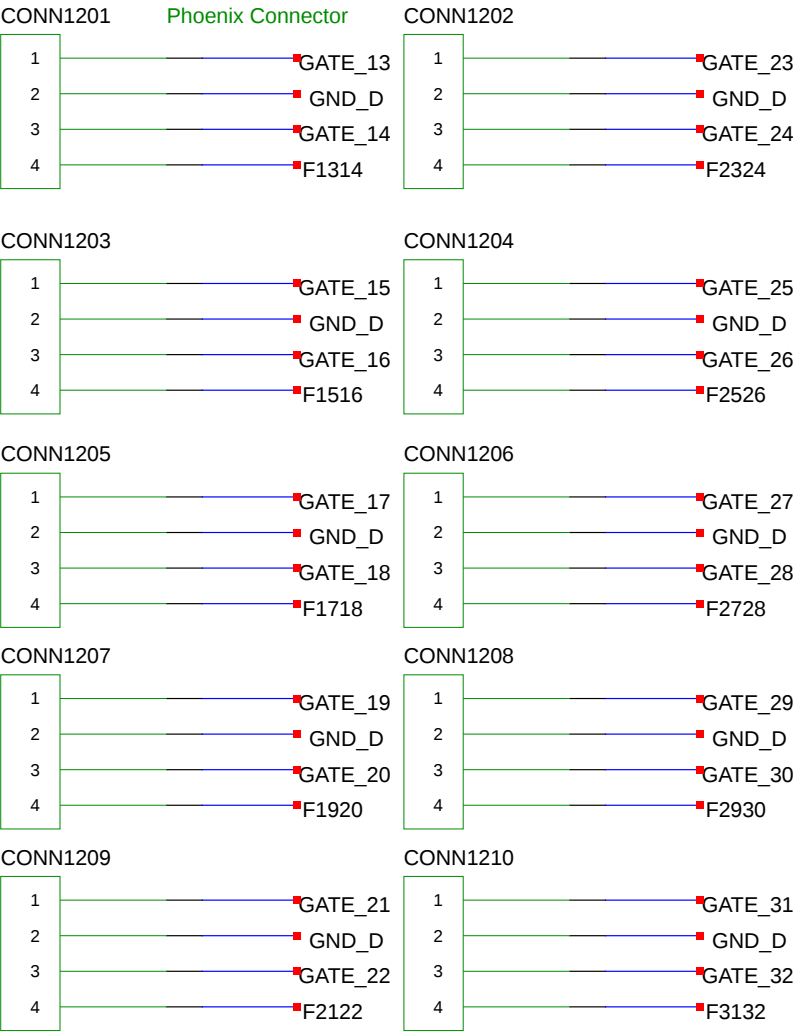 CONN1201 Phoenix Connector CONN1202
1 GATE_13 1 GATE_23
2 GND_D 2 GND_D
3 GATE_14 3 GATE_24
4 F1314 4 F2324
CONN1203 CONN1204
1 GATE_15 1 GATE_25
2 GND_D 2 GND_D
3 GATE_16 3 GATE_26
4 F1516 4 F2526
CONN1205 CONN1206
1 GATE_17 1 GATE_27
2 GND_D 2 GND_D
3 GATE_18 3 GATE_28
4 F1718 4 F2728
CONN1207 CONN1208
1 GATE_19 1 GATE_29
2 GND_D 2 GND_D
3 GATE_20 3 GATE_30
4 F1920 4 F2930
CONN1209 CONN1210
1 GATE_21 1 GATE_31
2 GND_D 2 GND_D
3 GATE_22 3 GATE_32
4 F2122 4 F3132